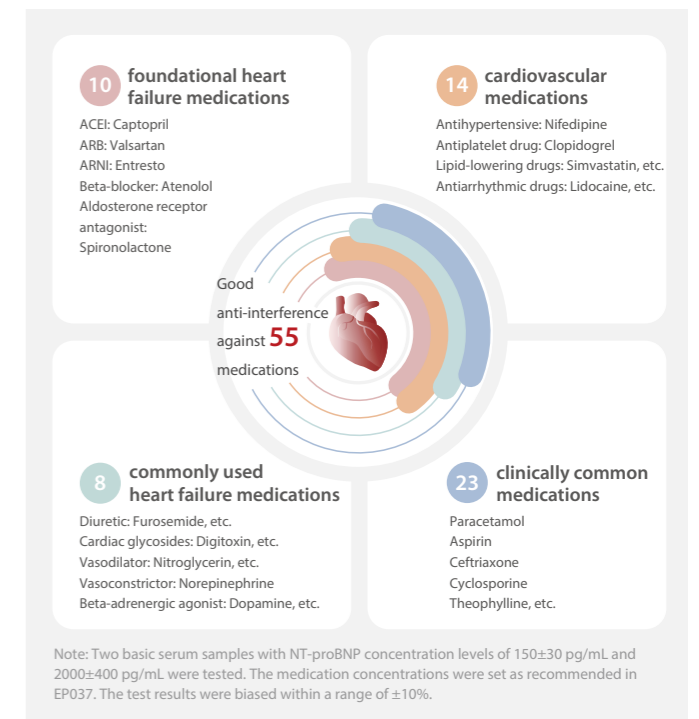 10
foundational heart
failure medications
ACEI: Captopril
ARB: Valsartan
ARNI: Entresto
Beta-blocker: Atenolol
Aldosterone receptor
antagonist:
Spironolactone
14
cardiovascular
medications
Antihypertensive: Nifedipine
Antiplatelet drug: Clopidogrel
Lipid-lowering drugs: Simvastatin, etc.
Antiarrhythmic drugs: Lidocaine, etc.
Good
anti-interference
against 55
medications
8
commonly used
heart failure medications
Diuretic: Furosemide, etc.
Cardiac glycosides: Digitoxin, etc.
Vasodilator: Nitroglycerin, etc.
Vasoconstrictor: Norepinephrine
Beta-adrenergic agonist: Dopamine, etc.
23
clinically common
medications
Paracetamol
Aspirin
Ceftriaxone
Cyclosporine
Theophylline, etc.
Note: Two basic serum samples with NT-proBNP concentration levels of 150±30 pg/mL and
2000±400 pg/mL were tested. The medication concentrations were set as recommended in
EP037. The test results were biased within a range of ±10%.